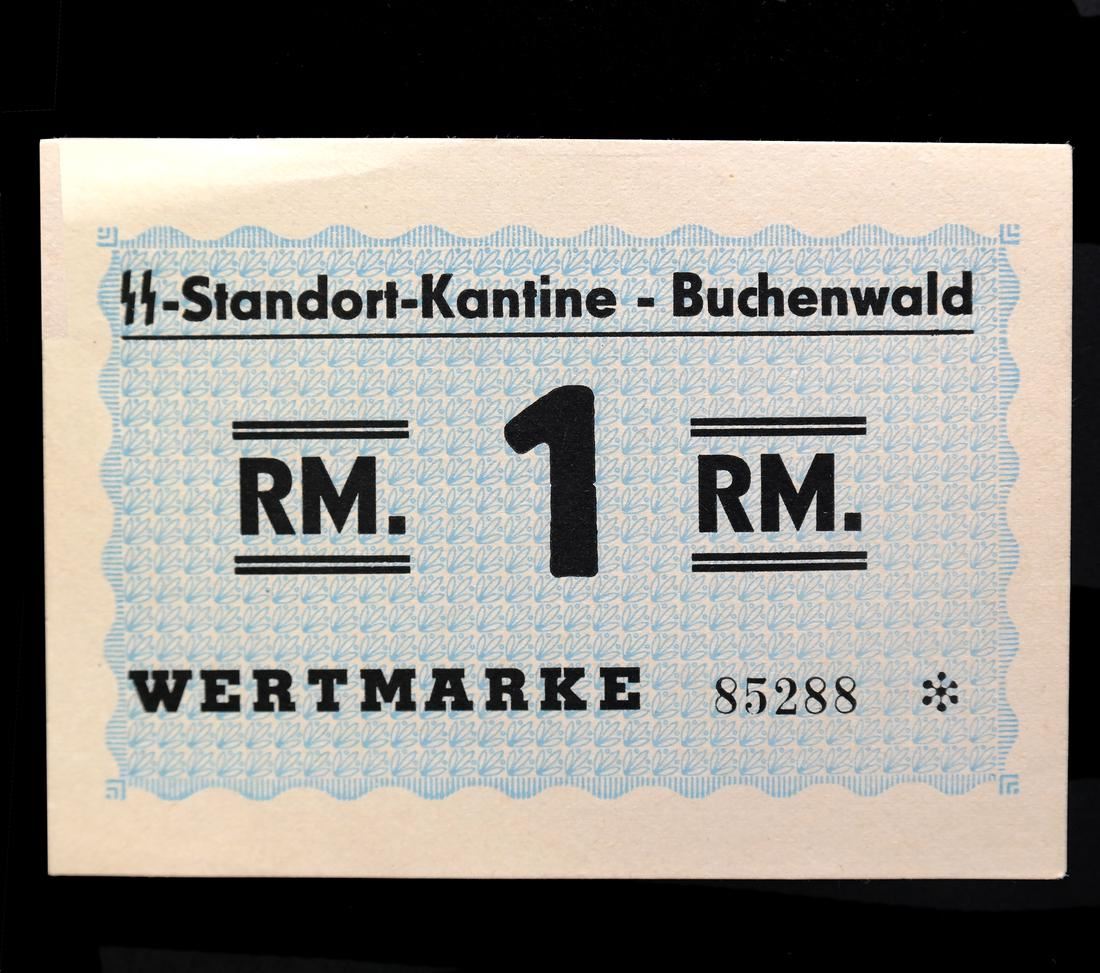 ᛋᛋ-Standort-Kantine - Buchenwald
RM. 1 RM.
WERTMARKE 85288 *